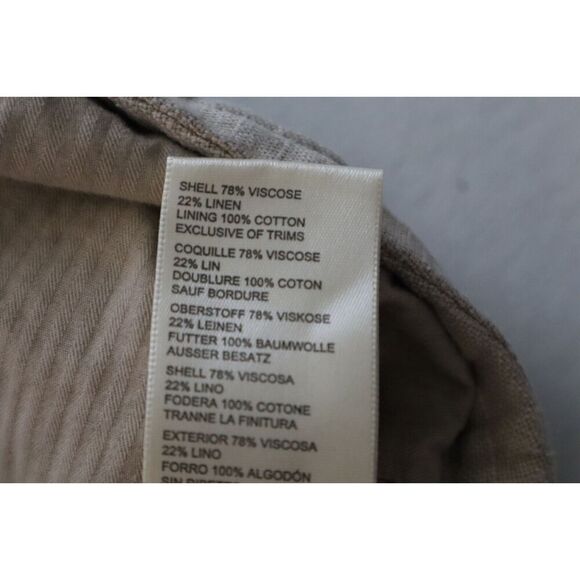 SHELL 78% VISCOSE
22% LINEN
LINING 100% COTTON
EXCLUSIVE OF TRIMS
COQUILLE 78% VISCOSE
22% LIN
DOUBLURE 100% COTON
SAUF BORDURE
OBERSTOFF 78% VISKOSE
22% LEINEN
FUTTER 100% BAUMWOLLE
AUSSER BESATZ
SHELL 78% VISCOSA
22% LINO
FODERA 100% COTONE
TRANNE LA FINITURA
EXTERIOR 78% VISCOSA
22% LINO
FORRO 100% ALGODÓN
SIN